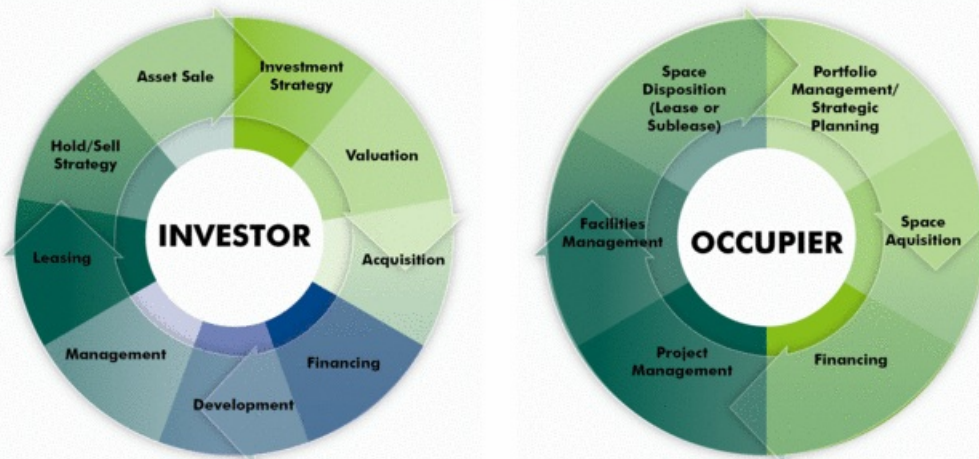 INVESTOR
Investment
Strategy
Valuation
Acquisition
Financing
Development
Management
Leasing
Hold/Sell
Strategy
Asset Sale
OCCUPIER
Portfolio
Management/
Strategic
Planning
Space
Aquisition
Financing
Project
Management
Facilities
Management
Space
Disposition
(Lease or
Sublease)